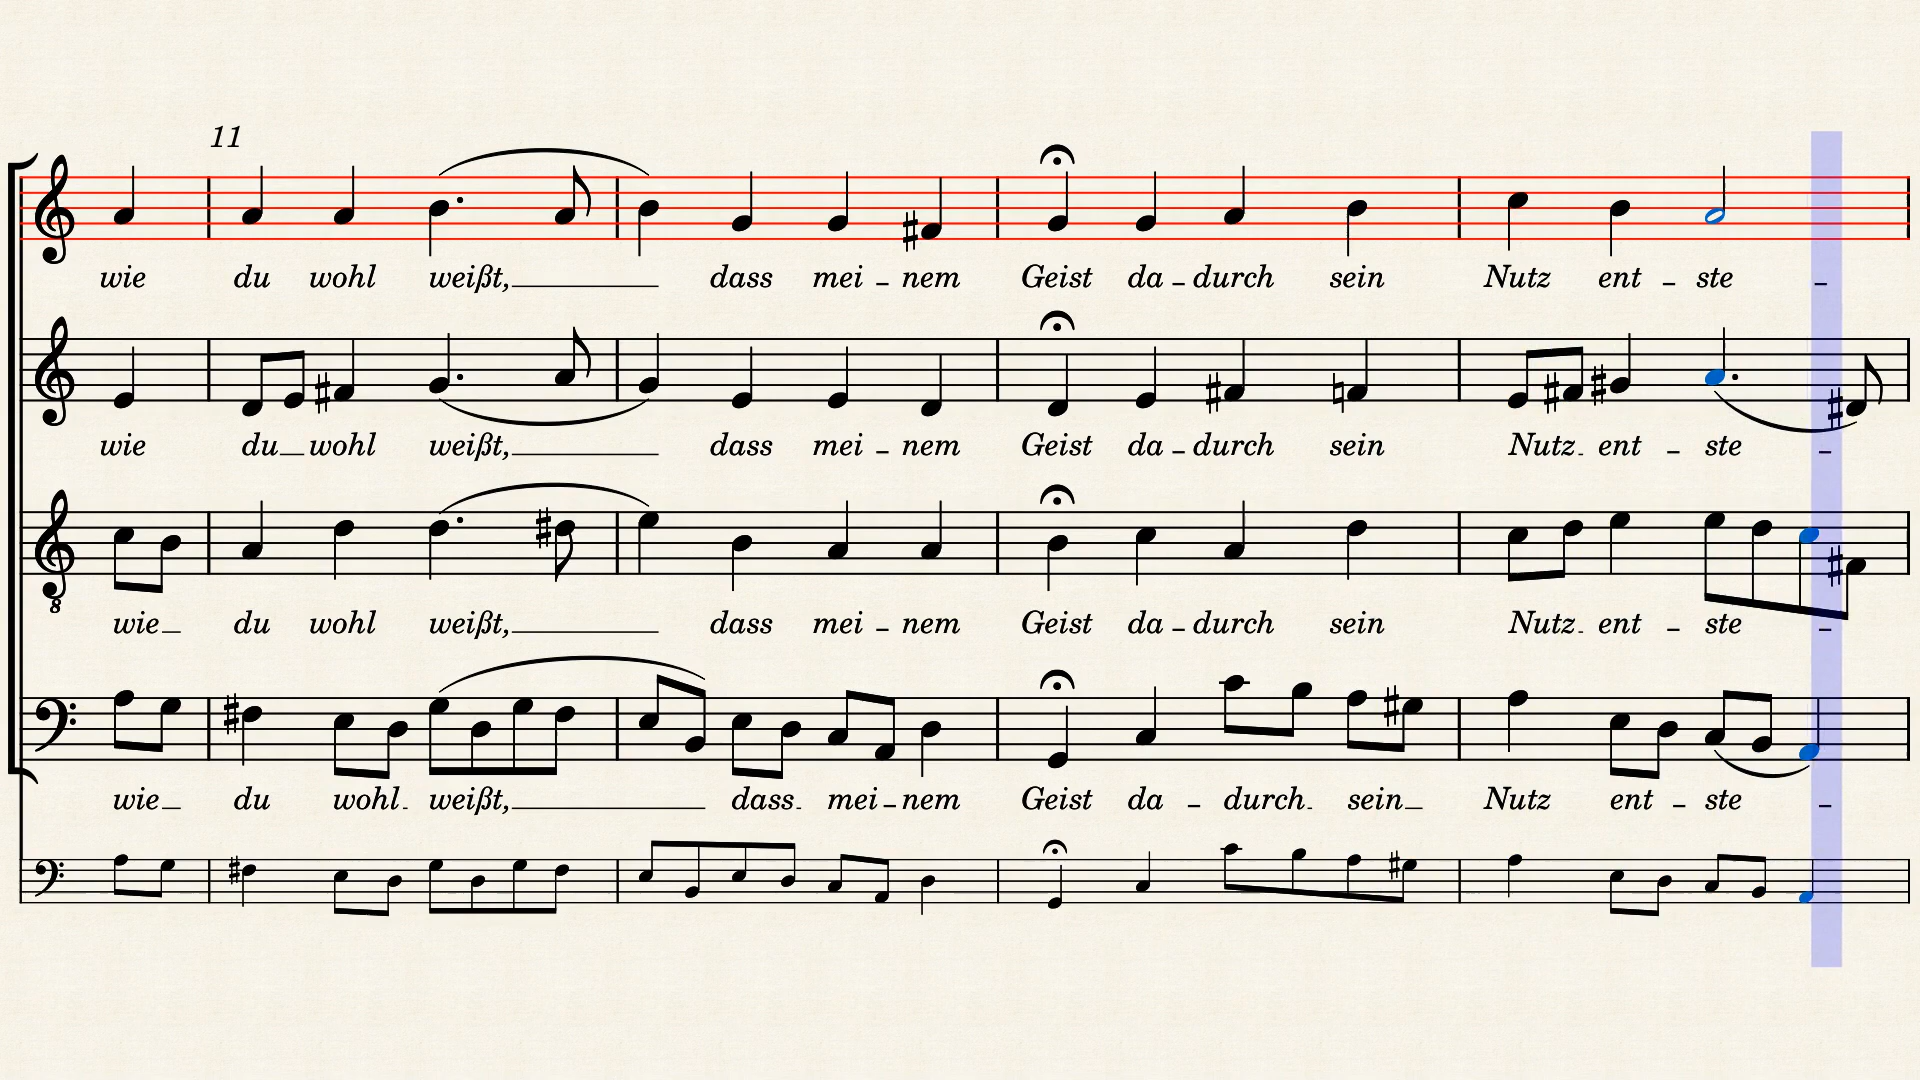 11
wie du wohl weißt, dass mei - nem Geist da - durch sein Nutz ent - ste -
wie du wohl weißt, dass mei - nem Geist da - durch sein Nutz ent - ste -
8
wie du wohl weißt, dass mei - nem Geist da - durch sein Nutz ent - ste -
wie du wohl weißt, dass mei - nem Geist da - durch sein Nutz ent - ste -